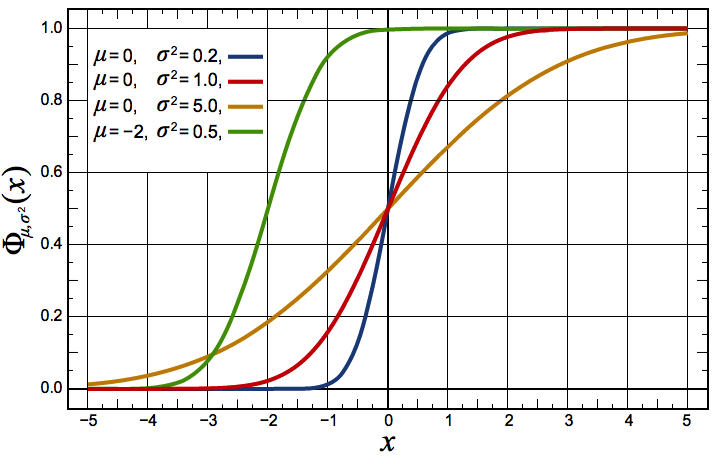 μ = 0, σ² = 0.2,
μ = 0, σ² = 1.0,
μ = 0, σ² = 5.0,
μ = −2, σ² = 0.5,
Φμ,σ²(x)
1.0
0.8
0.6
0.4
0.2
0.0
−5 −4 −3 −2 −1 0 1 2 3 4 5
x